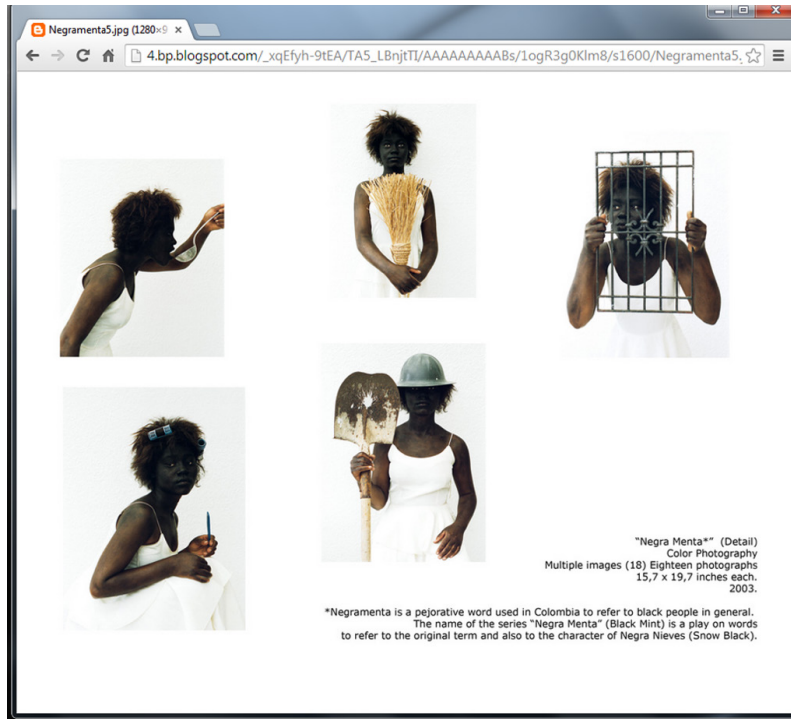 Negramenta5.jpg (1280×9
4.bp.blogspot.com/_xqEfyh-9tEA/TA5_LBnjtTI/AAAAAAAAABs/1ogR3g0Klm8/s1600/Negramenta5.
“Negra Menta*” (Detail)
Color Photography
Multiple images (18) Eighteen photographs
15,7 x 19,7 inches each.
2003.
*Negramenta is a pejorative word used in Colombia to refer to black people in general.
The name of the series “Negra Menta” (Black Mint) is a play on words
to refer to the original term and also to the character of Negra Nieves (Snow Black).